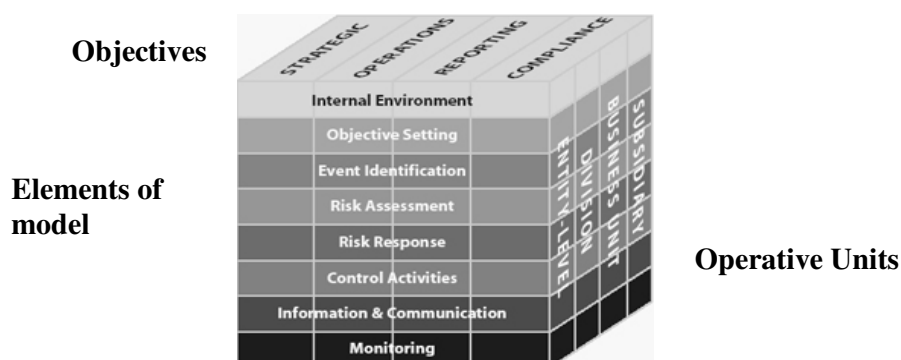 Objectives
STRATEGIC
OPERATIONS
REPORTING
COMPLIANCE
Elements of
model
Internal Environment
Objective Setting
Event Identification
Risk Assessment
Risk Response
Control Activities
Information & Communication
Monitoring
ENTITY-LEVEL
DIVISION
BUSINESS UNIT
SUBSIDIARY
Operative Units